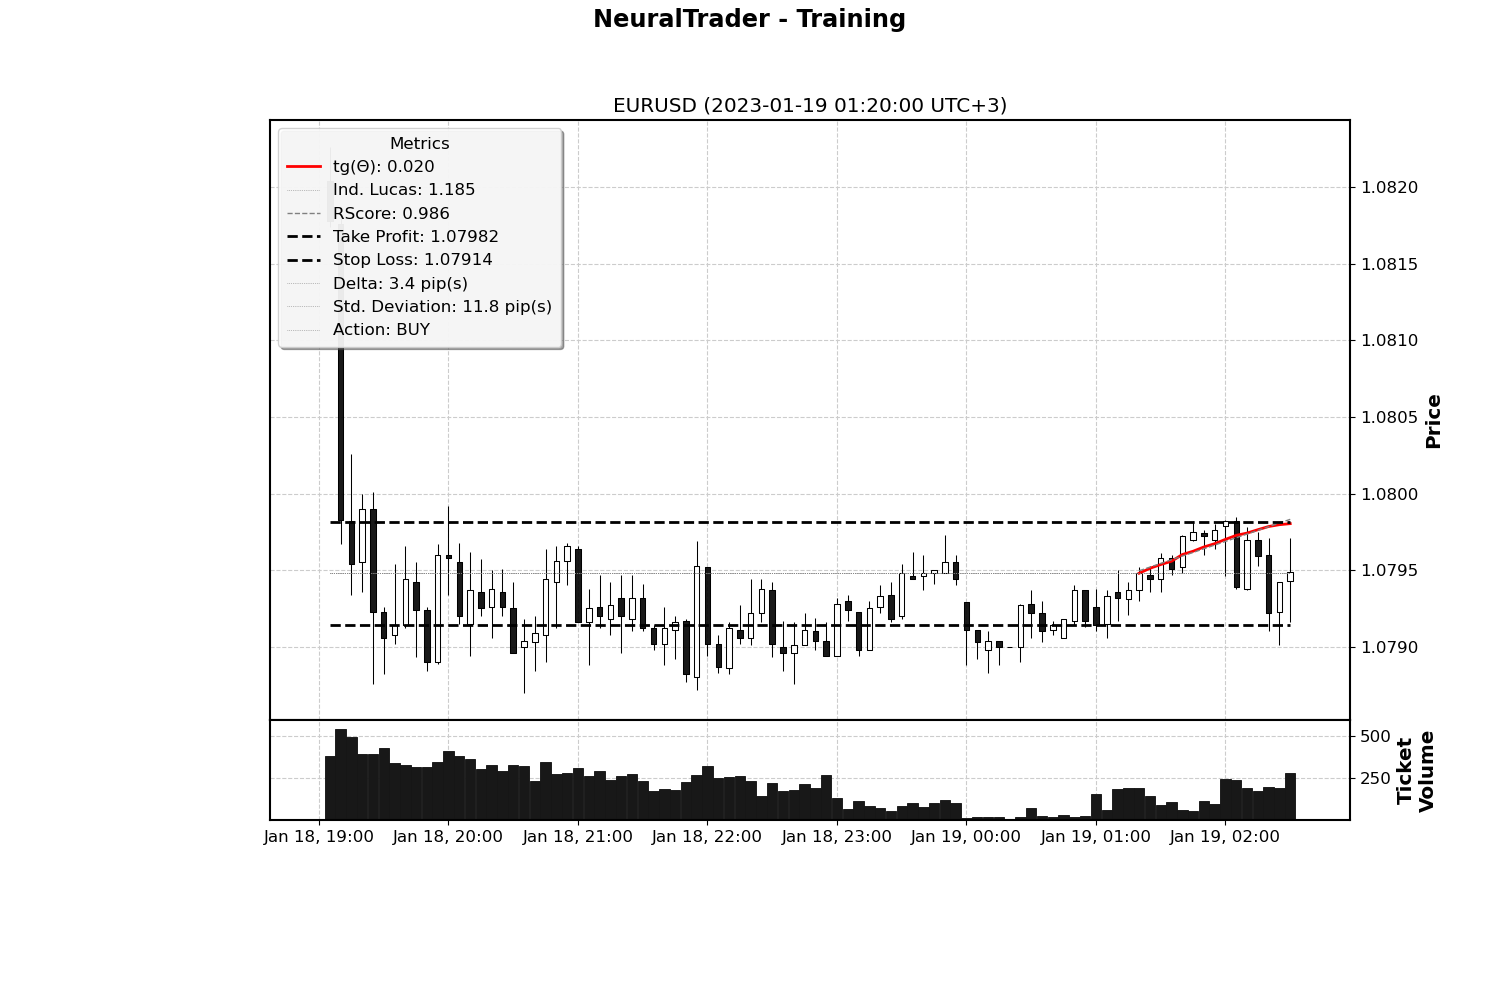 NeuralTrader - Training
EURUSD (2023-01-19 01:20:00 UTC+3)
Metrics
tg(Θ): 0.020
Ind. Lucas: 1.185
RScore: 0.986
Take Profit: 1.07982
Stop Loss: 1.07914
Delta: 3.4 pip(s)
Std. Deviation: 11.8 pip(s)
Action: BUY
1.0820
1.0815
1.0810
1.0805
1.0800
1.0795
1.0790
Price
500
250
Ticket
Volume
Jan 18, 19:00
Jan 18, 20:00
Jan 18, 21:00
Jan 18, 22:00
Jan 18, 23:00
Jan 19, 00:00
Jan 19, 01:00
Jan 19, 02:00